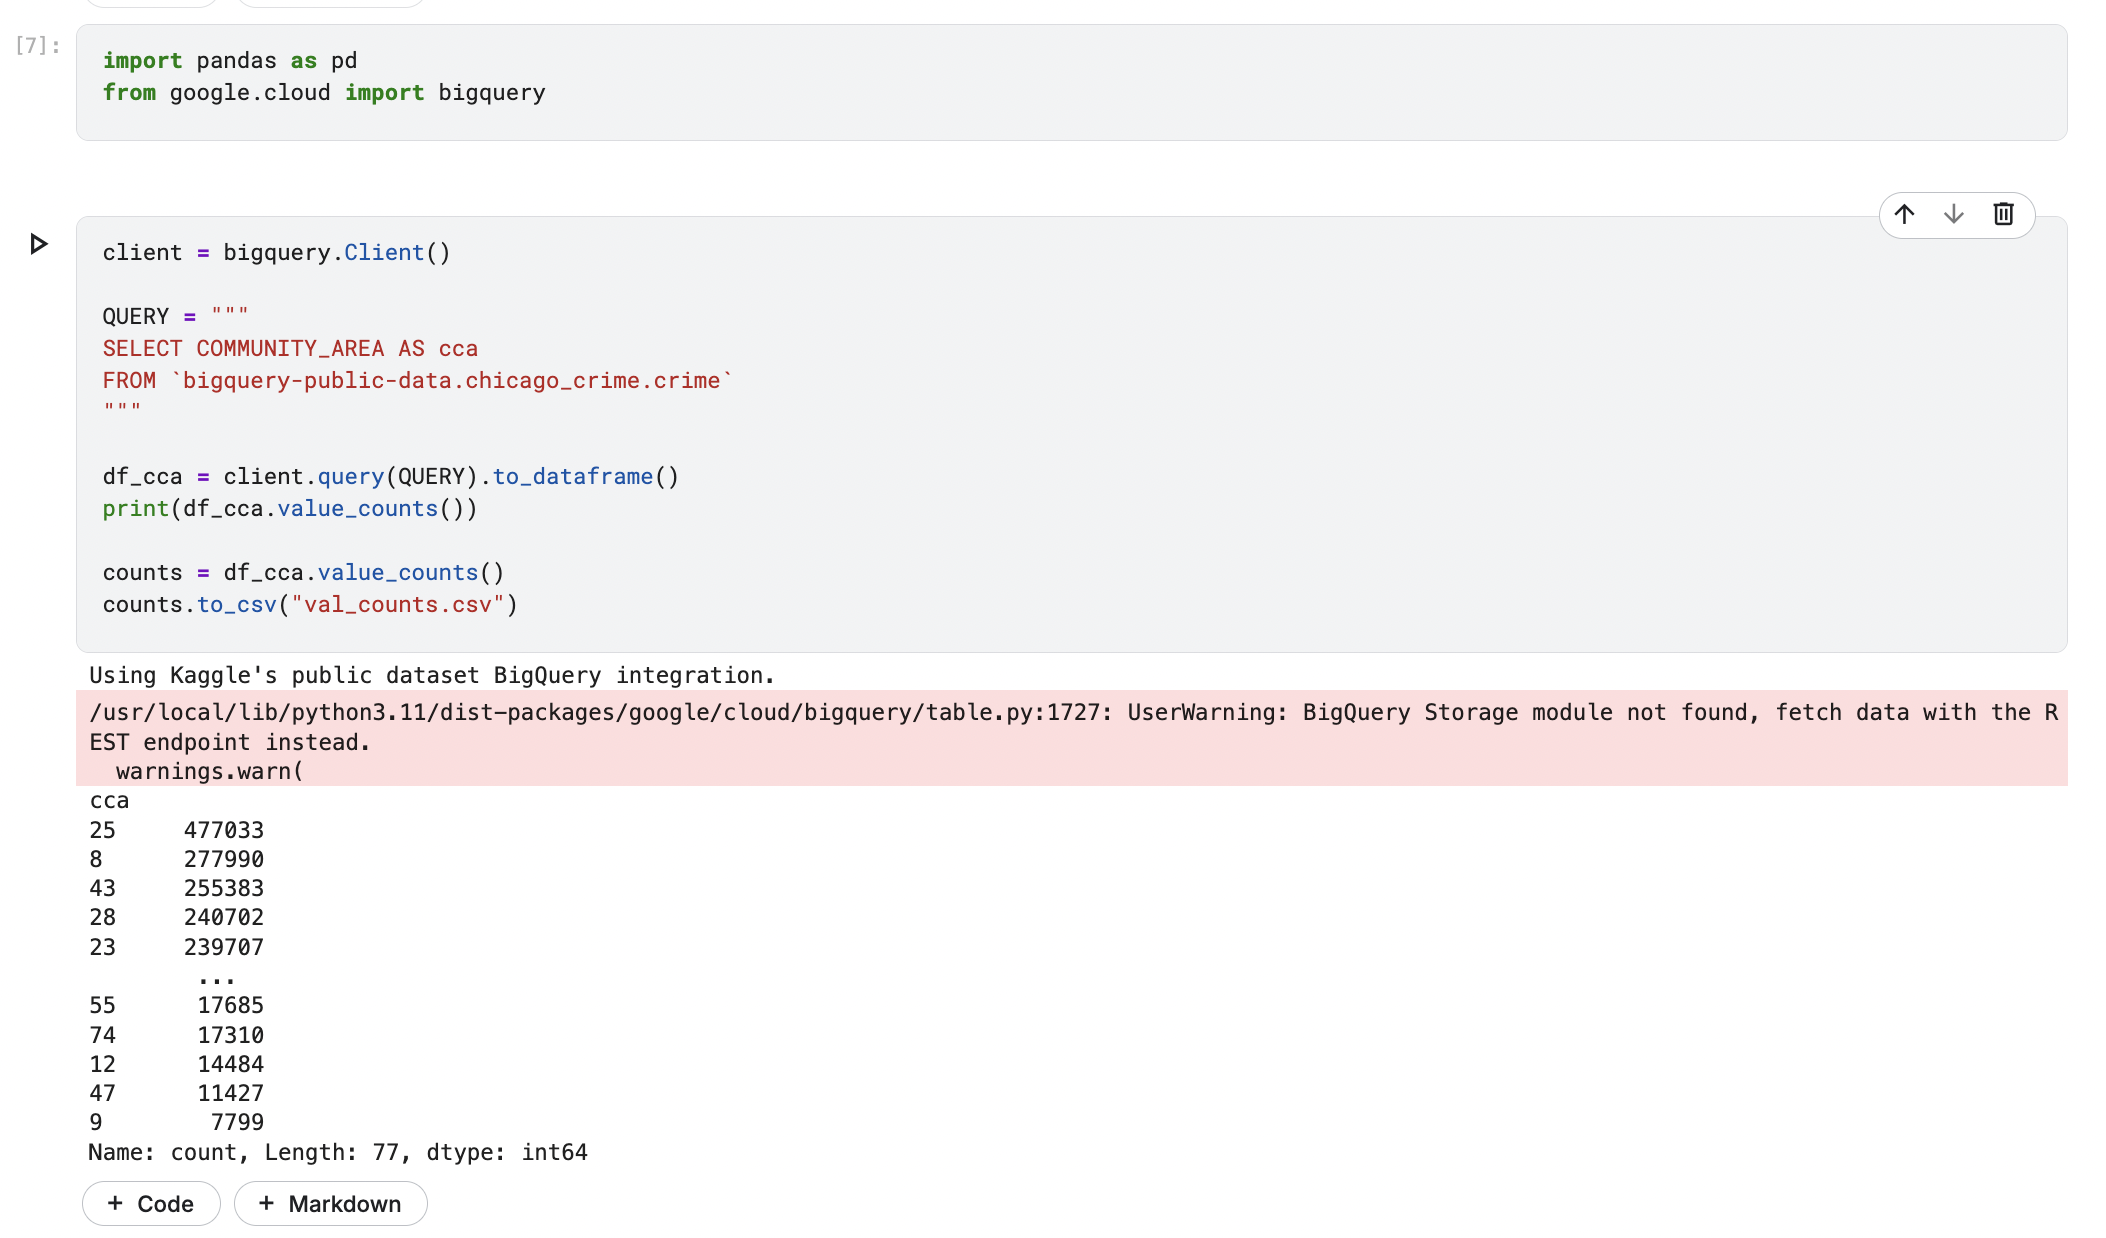 [7]:
import pandas as pd
from google.cloud import bigquery
client = bigquery.Client()
QUERY = """
SELECT COMMUNITY_AREA AS cca
FROM `bigquery-public-data.chicago_crime.crime`
"""
df_cca = client.query(QUERY).to_dataframe()
print(df_cca.value_counts())
counts = df_cca.value_counts()
counts.to_csv("val_counts.csv")
Using Kaggle's public dataset BigQuery integration.
/usr/local/lib/python3.11/dist-packages/google/cloud/bigquery/table.py:1727: UserWarning: BigQuery Storage module not found, fetch data with the R
EST endpoint instead.
  warnings.warn(
cca
25     477033
8      277990
43     255383
28     240702
23     239707
        ...
55      17685
74      17310
12      14484
47      11427
9        7799
Name: count, Length: 77, dtype: int64
+ Code + Markdown